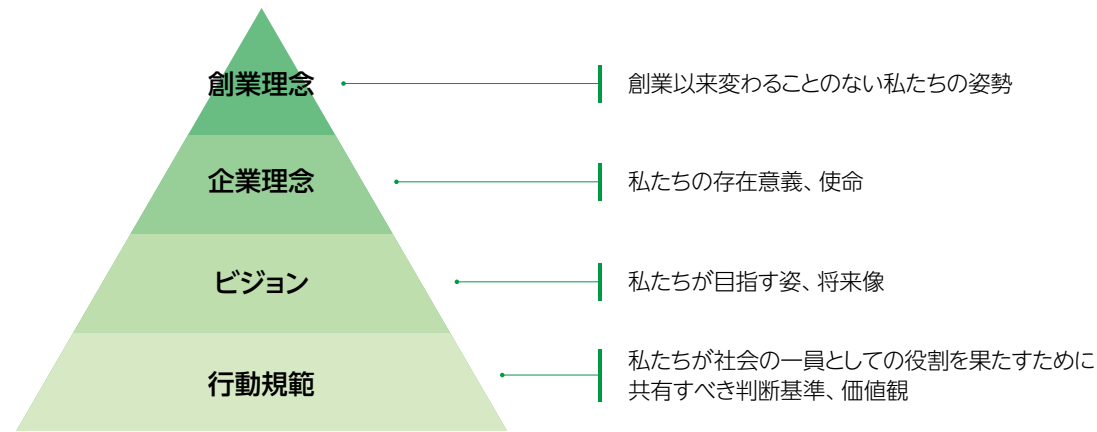 創業理念
創業以来変わることのない私たちの姿勢
企業理念
私たちの存在意義、使命
ビジョン
私たちが目指す姿、将来像
行動規範
私たちが社会の一員としての役割を果たすために
共有すべき判断基準、価値観